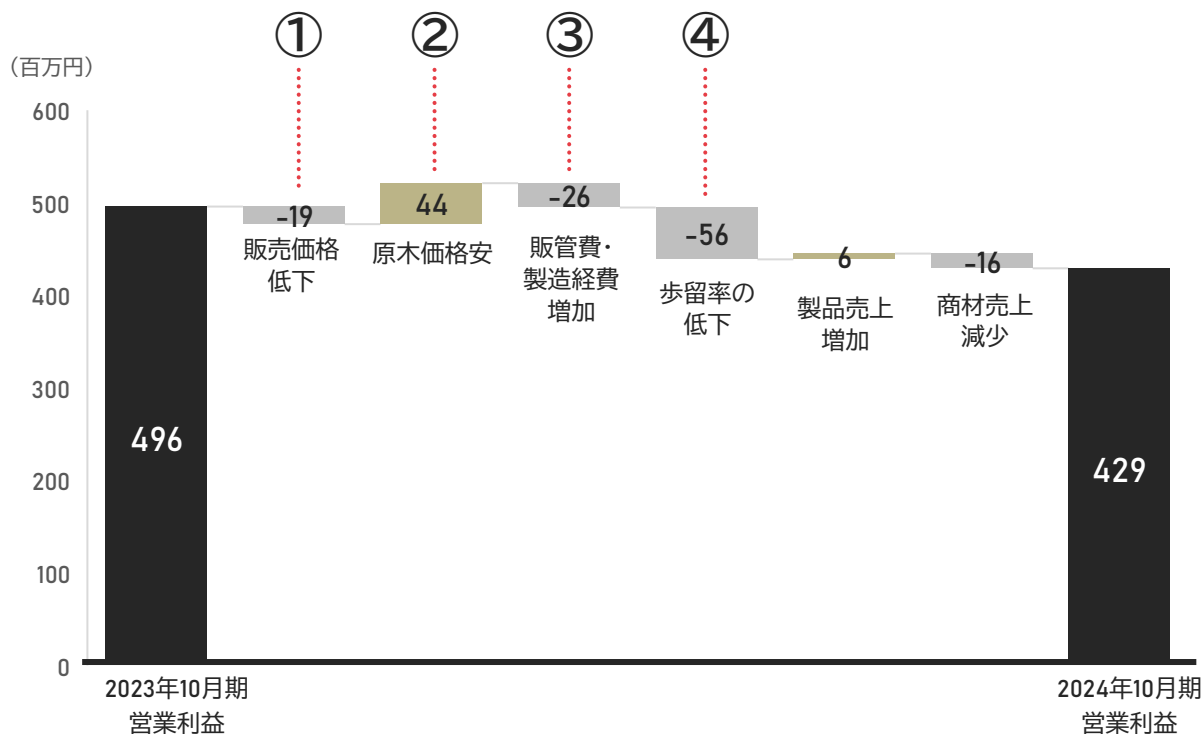 ① ② ③ ④
（百万円）
600
500
400
300
200
100
0
496
-19
販売価格
低下
44
原木価格安
-26
販管費・
製造経費
増加
-56
歩留率の
低下
6
製品売上
増加
-16
商材売上
減少
429
2023年10月期
営業利益
2024年10月期
営業利益